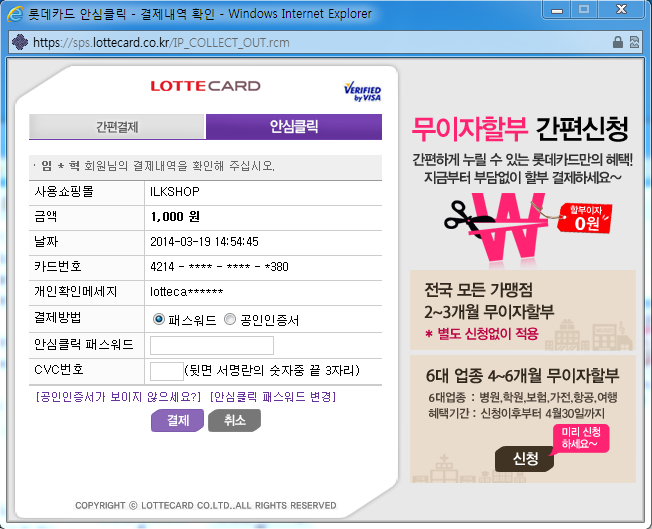 롯데카드 안심클릭 - 결제내역 확인 - Windows Internet Explorer
https://sps.lottecard.co.kr/IP_COLLECT_OUT.rcm
LOTTE CARD
VERIFIED
by VISA
간편결제
안심클릭
· 임 * 혁 회원님의 결제내역을 확인해 주십시오.
사용쇼핑몰 ILKSHOP
금액 1,000 원
날짜 2014-03-19 14:54:45
카드번호 4214 - **** - **** - *380
개인확인메세지 lotteca******
결제방법 패스워드 공인인증서
안심클릭 패스워드
CVC번호 (뒷면 서명란의 숫자중 끝 3자리)
[공인인증서가 보이지 않으세요?] [안심클릭 패스워드 변경]
결제 취소
COPYRIGHT ⓒ LOTTECARD CO.LTD..ALL RIGHTS RESERVED
무이자할부 간편신청
간편하게 누릴 수 있는 롯데카드만의 혜택!
지금부터 부담없이 할부 결제하세요~
₩
할부이자
0원
전국 모든 가맹점
2~3개월 무이자할부
* 별도 신청없이 적용
6대 업종 4~6개월 무이자할부
6대업종 : 병원,학원,보험,가전,항공,여행
혜택기간 : 신청이후부터 4월30일까지
미리 신청
하세요~
신청